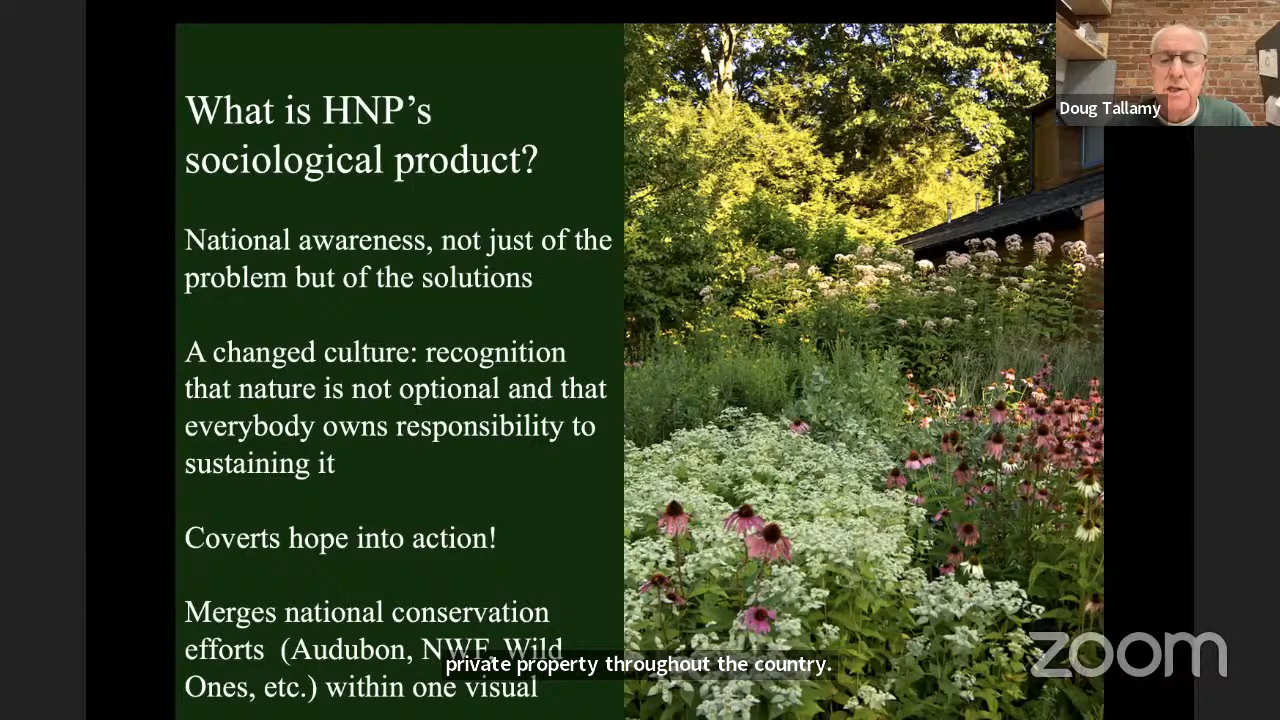 What is HNP's
sociological product?
National awareness, not just of the
problem but of the solutions
A changed culture: recognition
that nature is not optional and that
everybody owns responsibility to
sustaining it
Coverts hope into action!
Merges national conservation
efforts (Audubon, NWF, Wild
Ones, etc.) within one visual
private property throughout the country.
Doug Tallamy
zoom